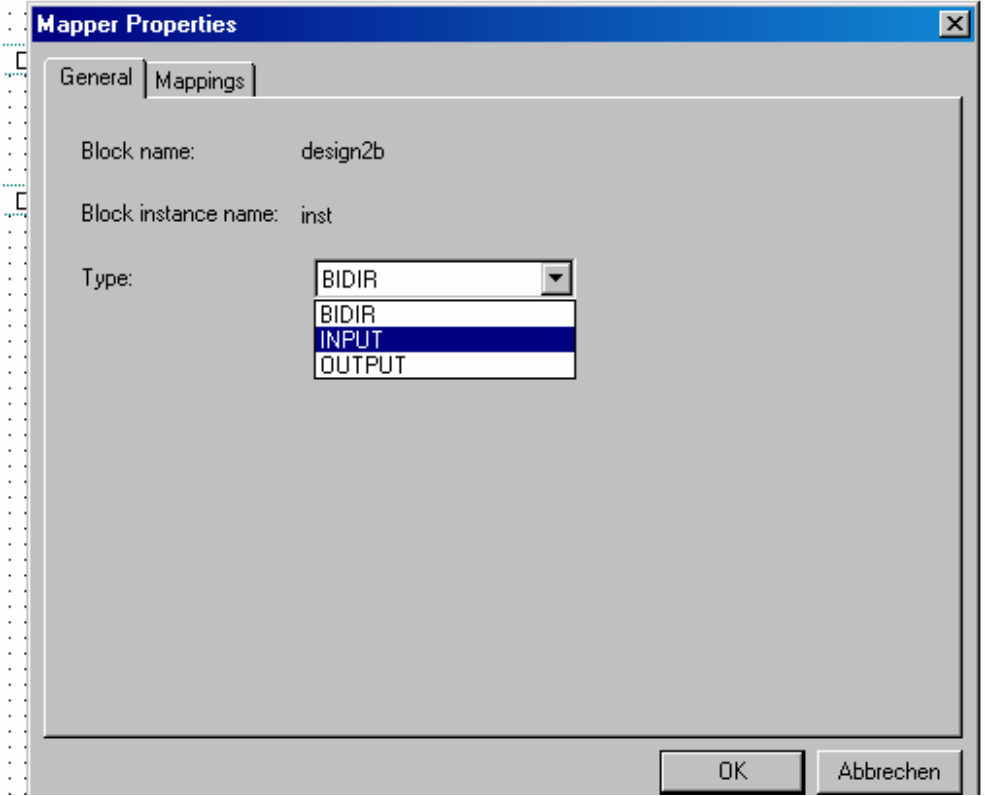 Mapper Properties
General Mappings
Block name: design2b
Block instance name: inst
Type: BIDIR
BIDIR
INPUT
OUTPUT
OK Abbrechen